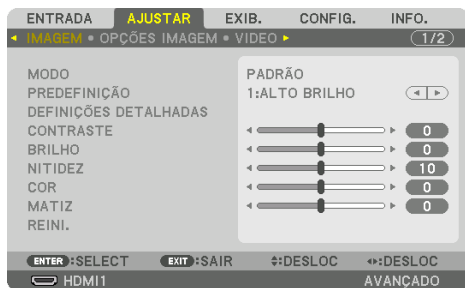 ENTRADA AJUSTAR EXIB. CONFIG. INFO.
IMAGEM • OPÇÕES IMAGEM • VIDEO 1/2
MODO PADRÃO
PREDEFINIÇÃO 1:ALTO BRILHO
DEFINIÇÕES DETALHADAS
CONTRASTE 0
BRILHO 0
NITIDEZ 10
COR 0
MATIZ 0
REINI.
ENTER:SELECT EXIT:SAIR :DESLOC :DESLOC
HDMI1 AVANÇADO